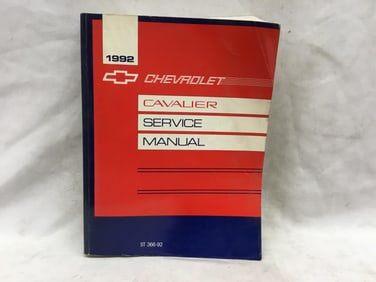 1992
CHEVROLET
CAVALIER
SERVICE
MANUAL
ST 366-92